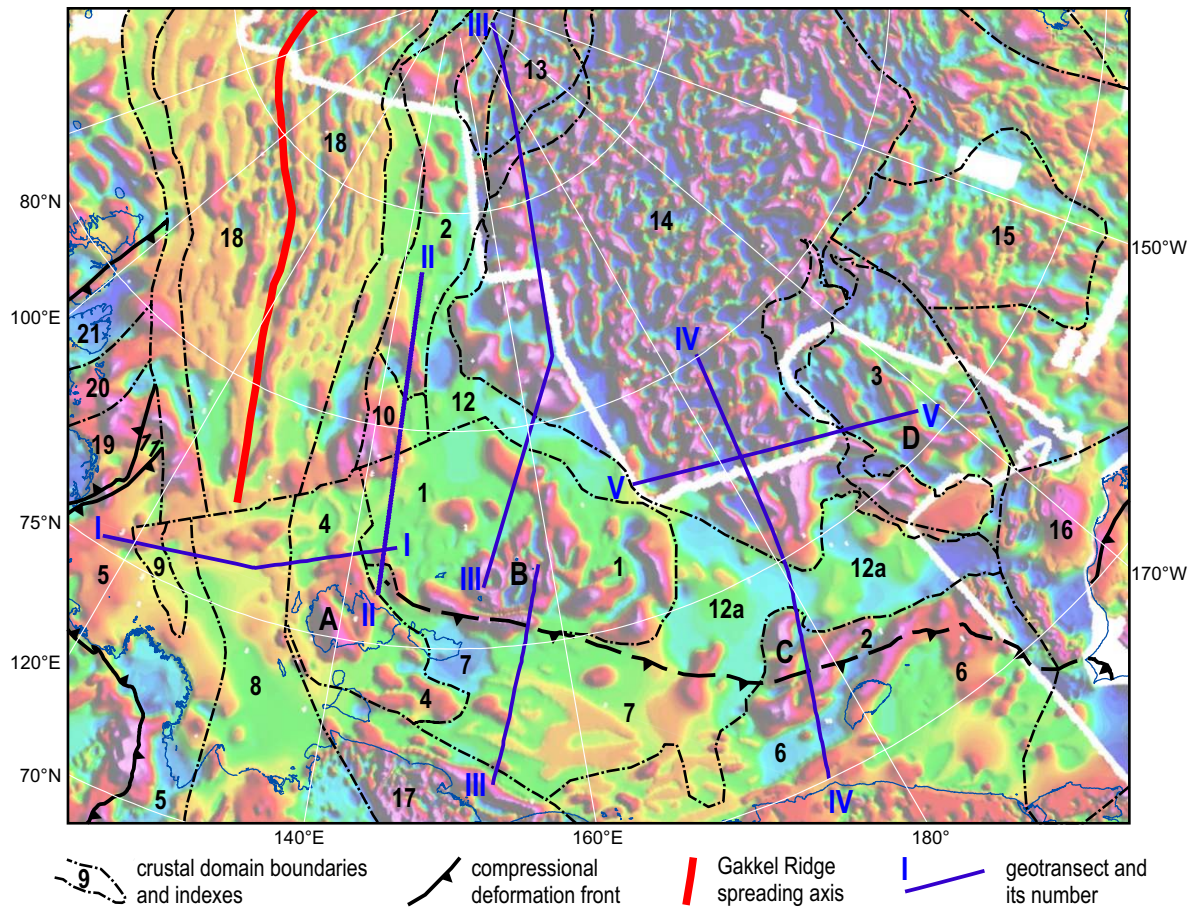 III
13
18
14
80°N
18
2
15
150°W
II
100°E
21
IV
3
20
10
12
V
D
19
1
V
75°N
4
16
I
I
5
9
III
B
1
12a
170°W
II
12a
A
C
2
120°E
7
6
8
4
7
6
70°N
5
III
17
IV
140°E
160°E
180°
9
crustal domain boundaries
and indexes
compressional
deformation front
Gakkel Ridge
spreading axis
I
geotransect and
its number